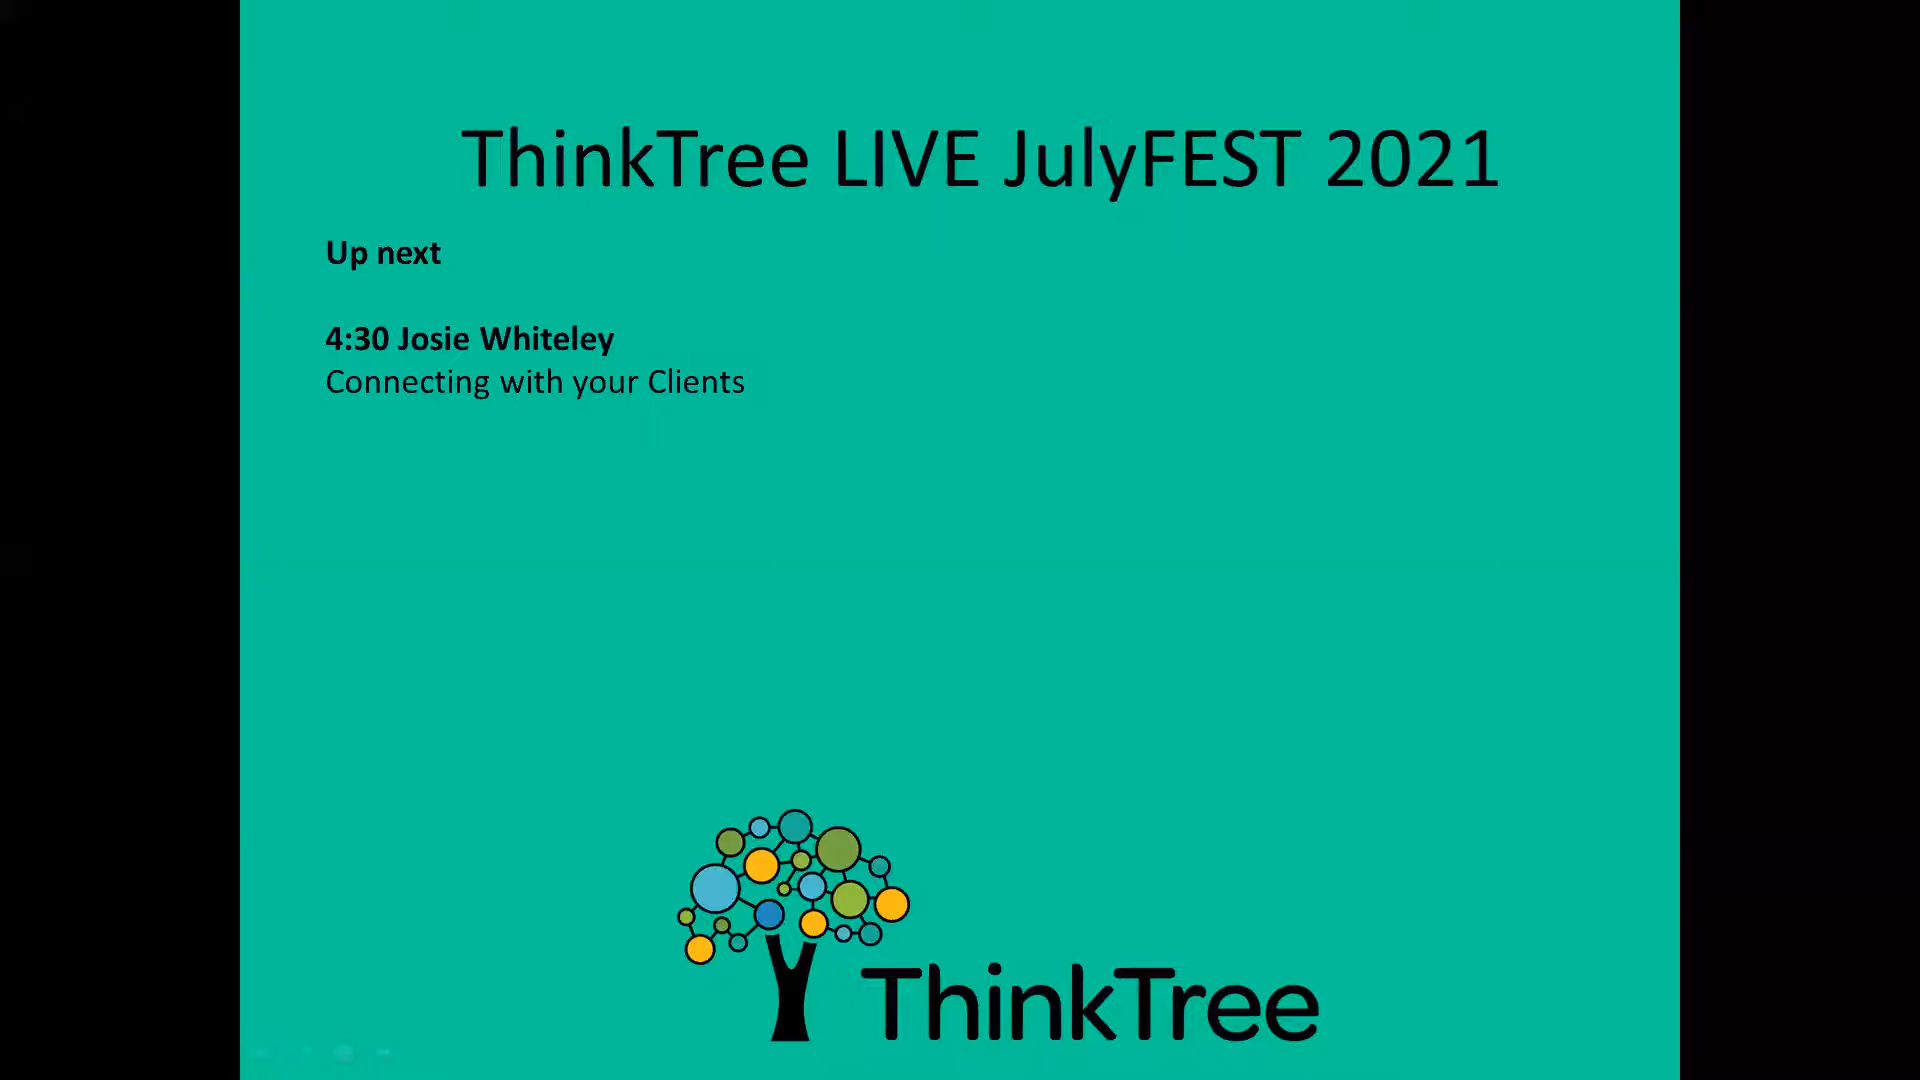 ThinkTree LIVE JulyFEST 2021
Up next
4:30 Josie Whiteley
Connecting with your Clients
ThinkTree